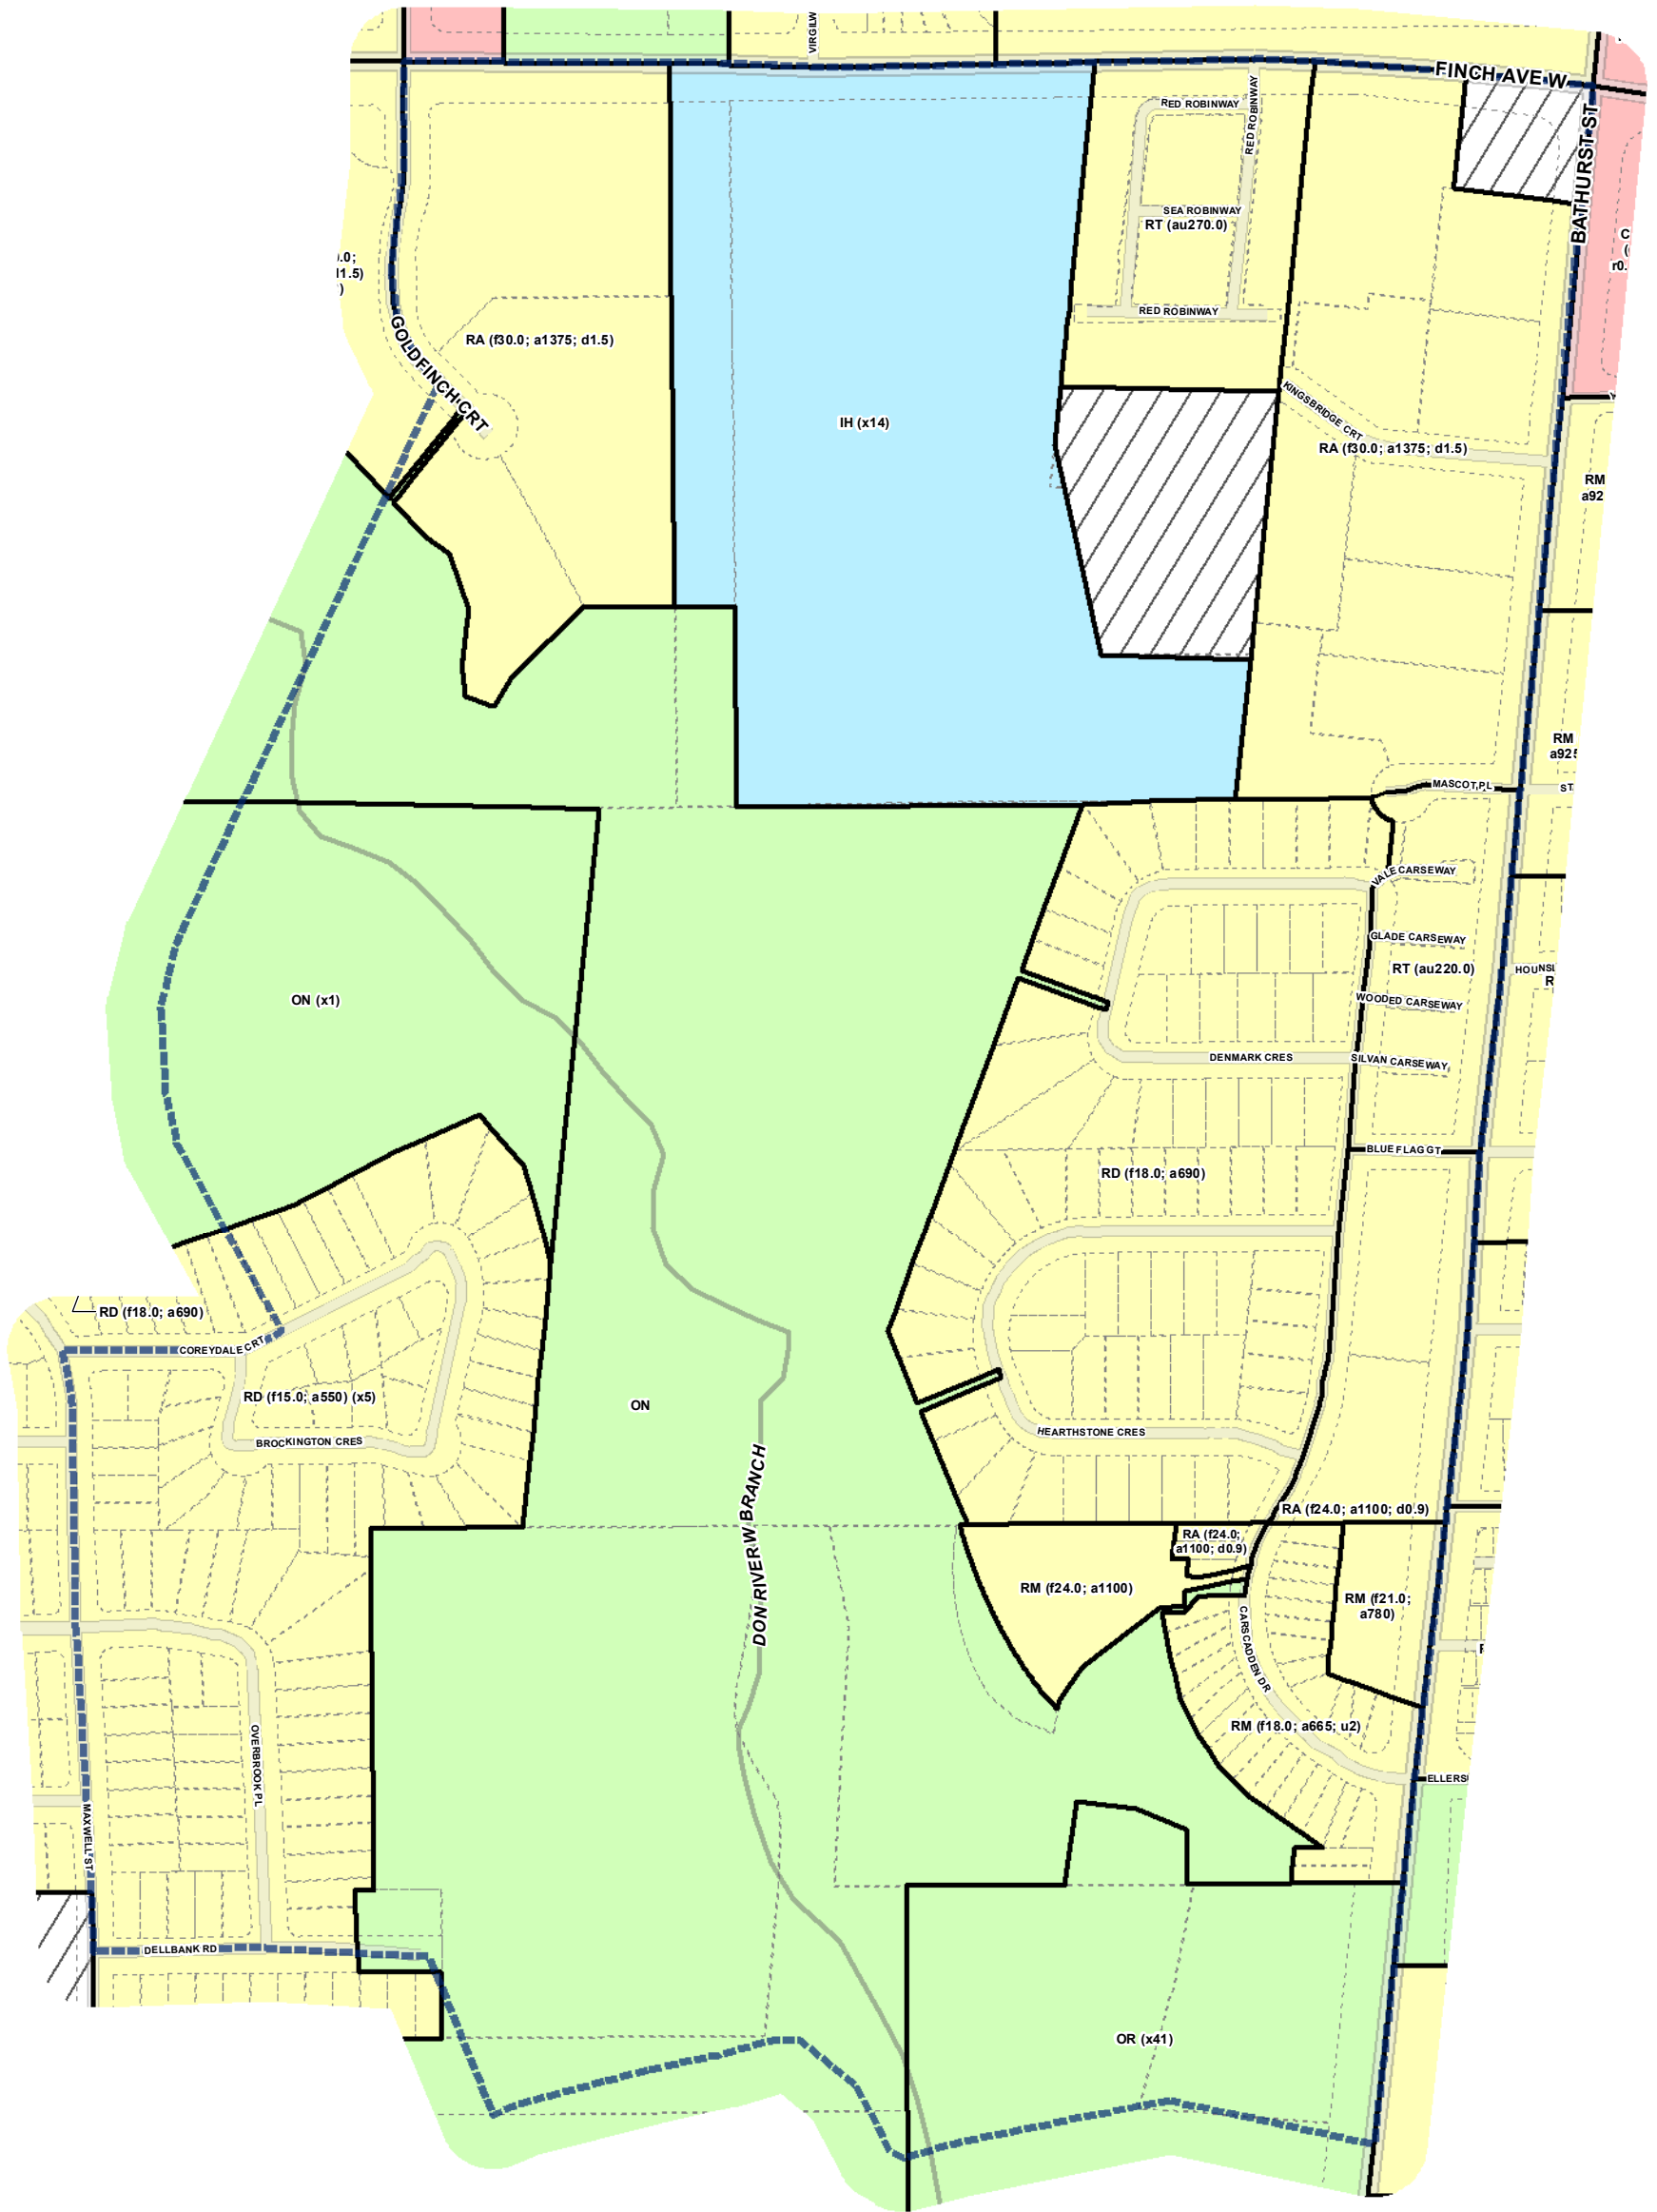 VIRGILW
FINCH AVE W
RED ROBINWAY
RED ROBINWAY
BATHURST ST
SEA ROBINWAY
RT (au270.0)
l1.5)
)
RED ROBINWAY
GOLDFINCH CRT
RA (f30.0; a1375; d1.5)
IH (x14)
KINGSBRIDGE CRT
RA (f30.0; a1375; d1.5)
RM
a92
RM
a925
MASCOT PL
ST
VALE CARSEWAY
GLADE CARSEWAY
RT (au220.0)
HOUNSL
R
ON (x1)
WOODED CARSEWAY
DENMARK CRES
SILVAN CARSEWAY
BLUE FLAG GT
RD (f18.0; a690)
RD (f18.0; a690)
COREYDALE CRT
RD (f15.0; a550) (x5)
ON
BROCKINGTON CRES
HEARTHSTONE CRES
DON RIVER W BRANCH
RA (f24.0; a1100; d0.9)
RA (f24.0;
a1100; d0.9)
RM (f24.0; a1100)
RM (f21.0;
a780)
CARSCADDEN DR
RM (f18.0; a665; u2)
OVERBROOK PL
ELLERS
MAXWELL ST
DELLBANK RD
OR (x41)